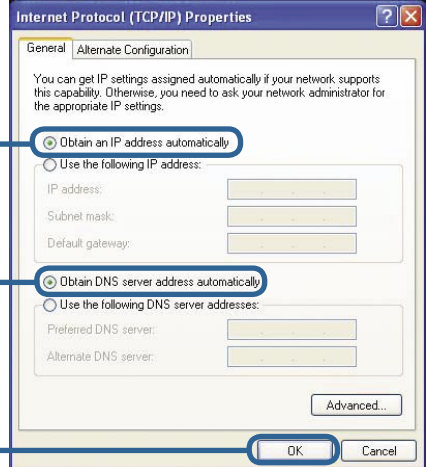 Internet Protocol (TCP/IP) Properties
General
Alternate Configuration
You can get IP settings assigned automatically if your network supports
this capability. Otherwise, you need to ask your network administrator for
the appropriate IP settings.
Obtain an IP address automatically
Use the following IP address:
IP address:
Subnet mask:
Default gateway:
Obtain DNS server address automatically
Use the following DNS server addresses:
Preferred DNS server:
Alternate DNS server:
Advanced...
OK
Cancel